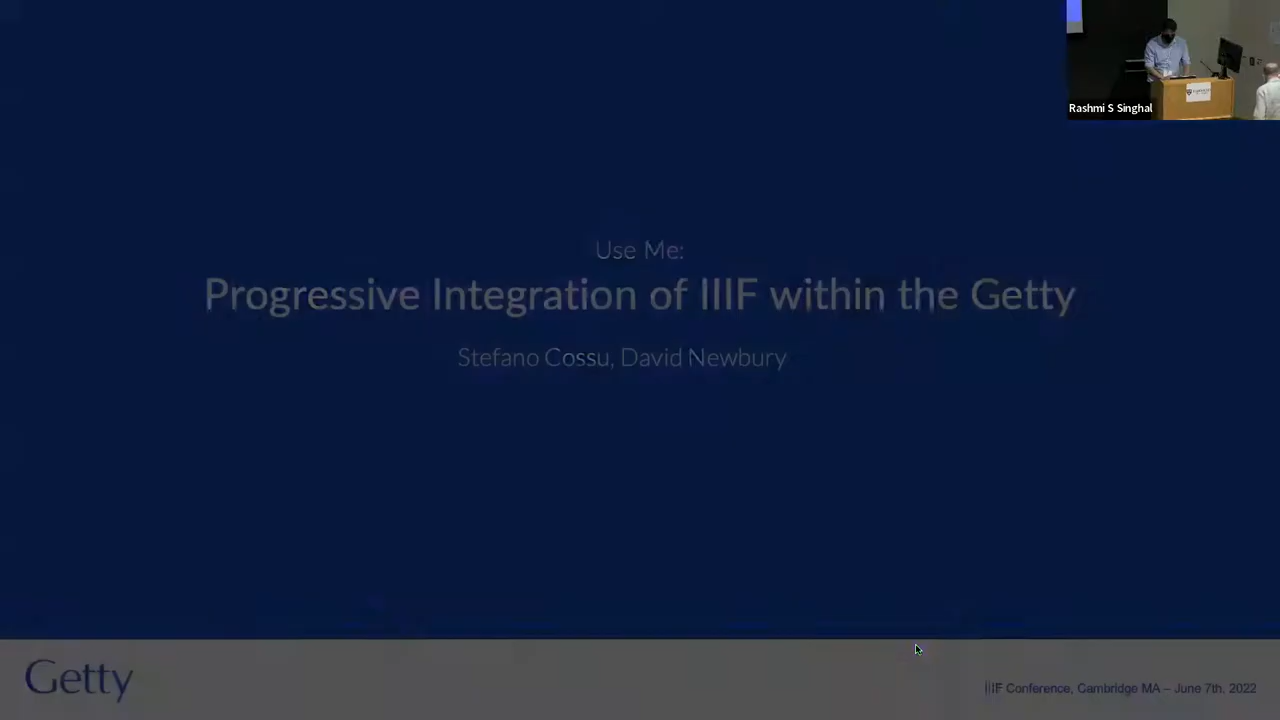 Rashmi S Singhal
Use Me:
Progressive Integration of IIIF within the Getty
Stefano Cossu, David Newbury
Getty
IIIF Conference, Cambridge MA – June 7th, 2022